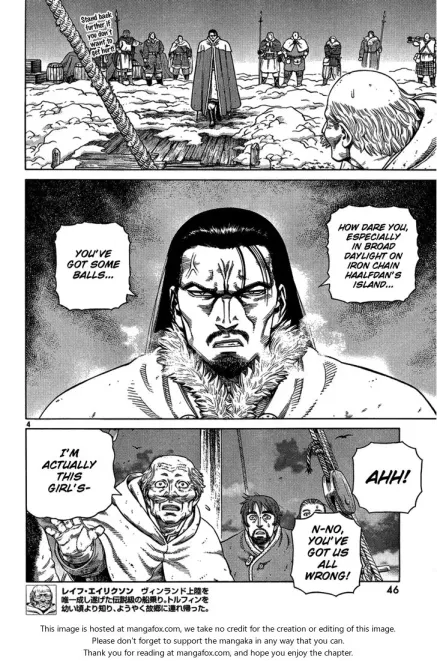 Stand back
further if
you don't
want to
get hurt!
YOU'VE
GOT SOME
BALLS...
HOW DARE YOU,
ESPECIALLY
IN BROAD
DAYLIGHT ON
IRON CHAIN
HAALFDAN'S
ISLAND...
4
I'M
ACTUALLY
THIS
GIRL'S-
AHH!
N-NO,
YOU'VE
GOT US
ALL
WRONG!
46
レイフ・エイリクソン ヴィンランド上陸を
唯一成し遂げた伝説級の船乗り。トルフィンを
幼い頃より知り、ようやく故郷に連れ帰った。
This image is hosted at mangafox.com, we take no credit for the creation or editing of this image.
Please don't forget to support the mangaka in any way that you can.
Thank you for reading at mangafox.com, and hope you enjoy the chapter.